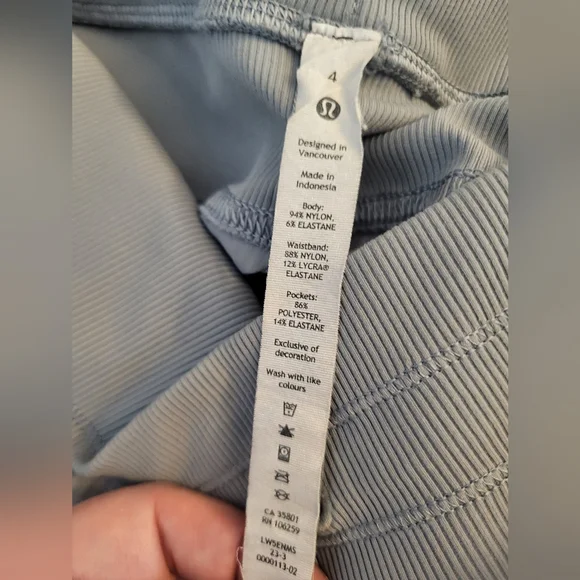 4
Designed in
Vancouver
Made in
Indonesia
Body:
94% NYLON,
6% ELASTANE
Waistband:
88% NYLON,
12% LYCRA®
ELASTANE
Pockets:
86%
POLYESTER,
14% ELASTANE
Exclusive of
decoration
Wash with like
colours
CA 35801
RN 106259
LW5ENMS
23-3
0000113-02